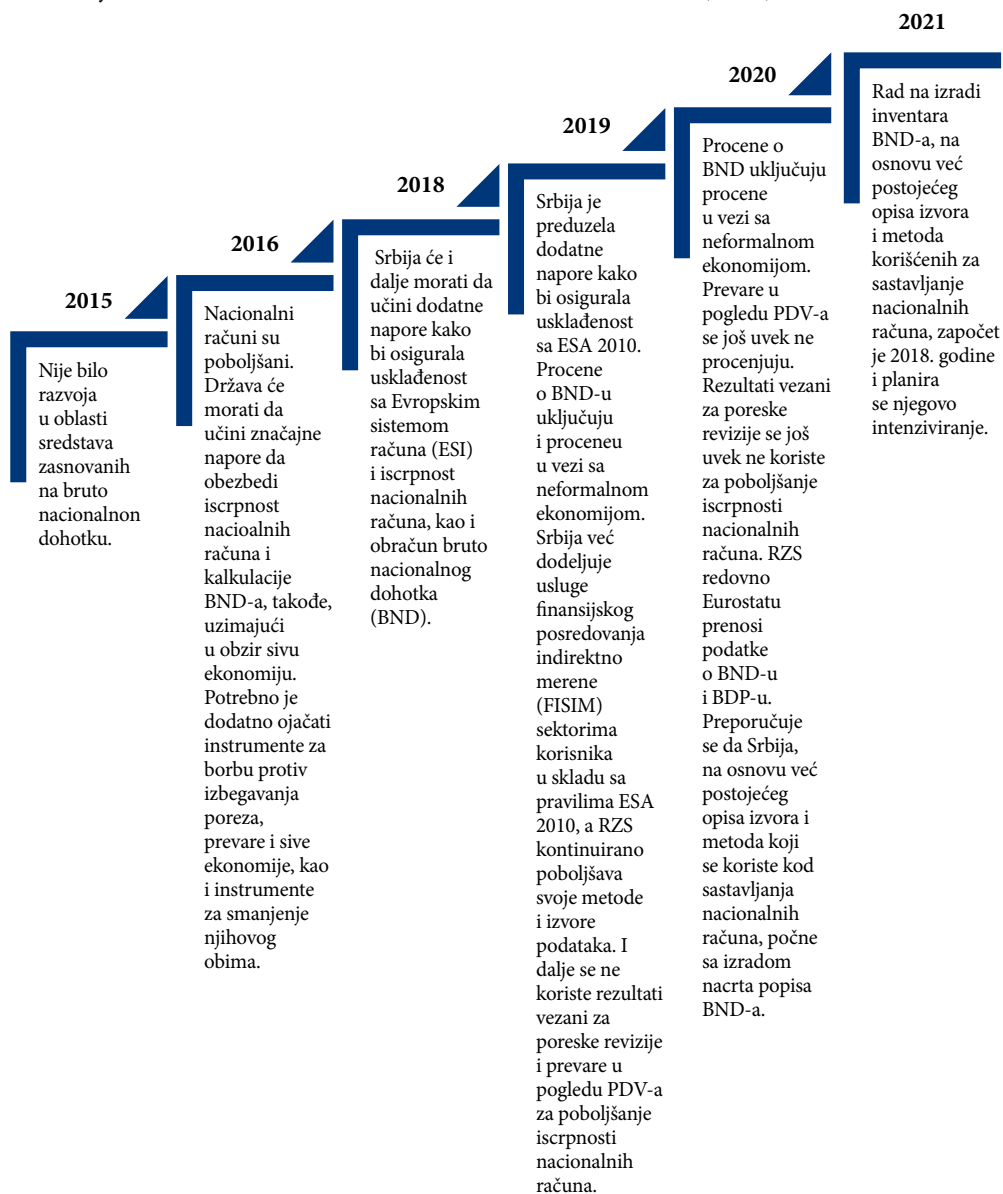 2015
Nije bilo
razvoja
u oblasti
sredstava
zasnovanih
na bruto
nacionalnon
dohotku.
2016
Nacionalni
računi su
poboljšani.
Država će
morati da
učini značajne
napore da
obezbedi
iscrpnost
nacioalnih
računa i
kalkulacije
BND-a, takođe,
uzimajući
u obzir sivu
ekonomiju.
Potrebno je
dodatno ojačati
instrumente za
borbu protiv
izbegavanja
poreza,
prevare i sive
ekonomije, kao
i instrumente
za smanjenje
njihovog
obima.
2018
Srbija će i
dalje morati da
učini dodatne
napore kako
bi osigurala
usklađenost
sa Evropskim
sistemom
računa (ESI)
i iscrpnost
nacionalnih
računa, kao i
obračun bruto
nacionalnog
dohotka
(BND).
2019
Srbija je
preduzela
dodatne
napore kako
bi osigurala
usklađenost
sa ESA 2010.
Procene
o BND-u
uključuju
i proceneu
u vezi sa
neformalnom
ekonomijom.
Srbija već
dodeljuje
usluge
finansijskog
posredovanja
indirektno
merene
(FISIM)
sektorima
korisnika
u skladu sa
pravilima ESA
2010, a RZS
kontinuirano
poboljšava
svoje metode
i izvore
podataka. I
dalje se ne
koriste rezultati
vezani za
poreske revizije
i prevare u
pogledu PDV-a
za poboljšanje
iscrpnosti
nacionalnih
računa.
2020
Procene o
BND uključuju
procene
u vezi sa
neformalnom
ekonomijom.
Prevare u
pogledu PDV-a
se još uvek ne
procenjuju.
Rezultati vezani
za poreske
revizije se još
uvek ne koriste
za poboljšanje
iscrpnosti
nacionalnih
računa. RZS
redovno
Eurostatu
prenosi
podatke
o BND-u
i BDP-u.
Preporučuje
se da Srbija,
na osnovu već
postojećeg
opisa izvora i
metoda koji
se koriste kod
sastavljanja
nacionalnih
računa, počne
sa izradom
nacrta popisa
BND-a.
2021
Rad na izradi
inventara
BND-a, na
osnovu već
postojećeg
opisa izvora
i metoda
korišćenih za
sastavljanje
nacionalnih
računa, započet
je 2018. godine
i planira
se njegovo
intenziviranje.